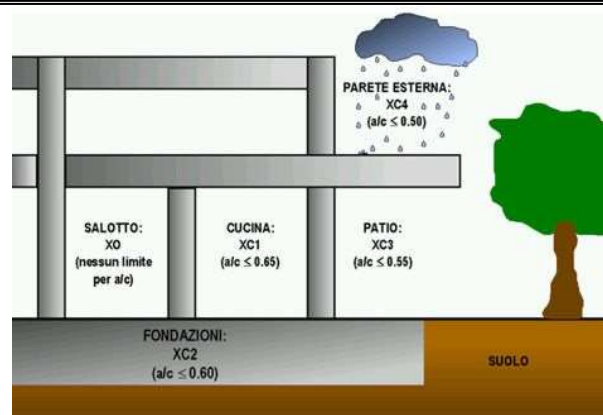 PARETE ESTERNA:
XC4
(a/c ≤ 0.50)
SALOTTO:
XO
(nessun limite
per a/c)
CUCINA:
XC1
(a/c ≤ 0.65)
PATIO:
XC3
(a/c ≤ 0.55)
FONDAZIONI:
XC2
(a/c ≤ 0.60)
SUOLO